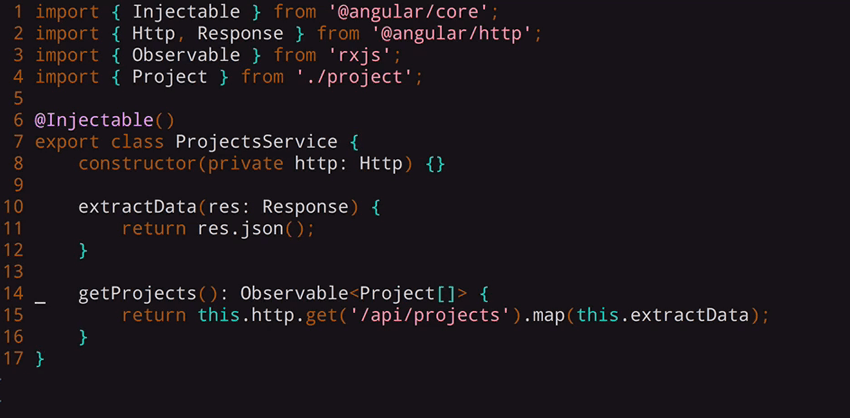 1 import { Injectable } from '@angular/core';
2 import { Http, Response } from '@angular/http';
3 import { Observable } from 'rxjs';
4 import { Project } from './project';
5
6 @Injectable()
7 export class ProjectsService {
8     constructor(private http: Http) {}
9
10     extractData(res: Response) {
11         return res.json();
12     }
13
14 _   getProjects(): Observable<Project[]> {
15         return this.http.get('/api/projects').map(this.extractData);
16     }
17 }